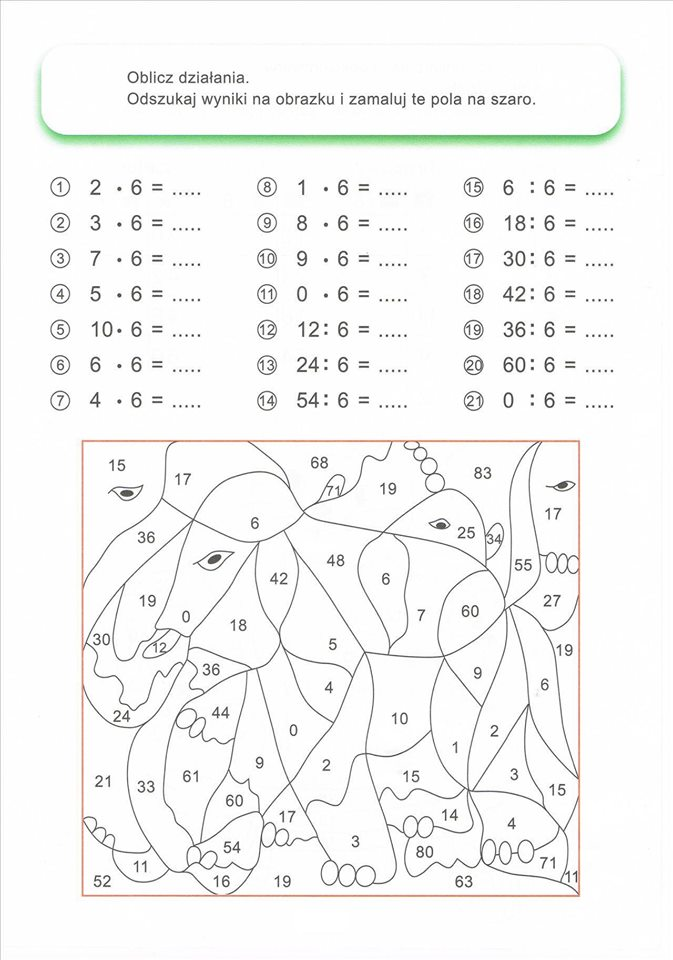 Oblicz działania.
Odszukaj wyniki na obrazku i zamaluj te pola na szaro.
① 2 · 6 = ..... ⑧ 1 · 6 = ..... ⑮ 6 : 6 = .....
② 3 · 6 = ..... ⑨ 8 · 6 = ..... ⑯ 18 : 6 = .....
③ 7 · 6 = ..... ⑩ 9 · 6 = ..... ⑰ 30 : 6 = .....
④ 5 · 6 = ..... ⑪ 0 · 6 = ..... ⑱ 42 : 6 = .....
⑤ 10 · 6 = ..... ⑫ 12 : 6 = ..... ⑲ 36 : 6 = .....
⑥ 6 · 6 = ..... ⑬ 24 : 6 = ..... ⑳ 60 : 6 = .....
⑦ 4 · 6 = ..... ⑭ 54 : 6 = ..... ㉑ 0 : 6 = .....
15 17 68 83
71 19
6 25 34 17
36 48 55
42 6
19 0 18 7 60 27
30 12 5 19
36 4 9 6
24 44 0 10 2
9 2 1
21 33 61 15 3 15
60 17 14 4
54 3 80 71
11 16 19 63 11
52